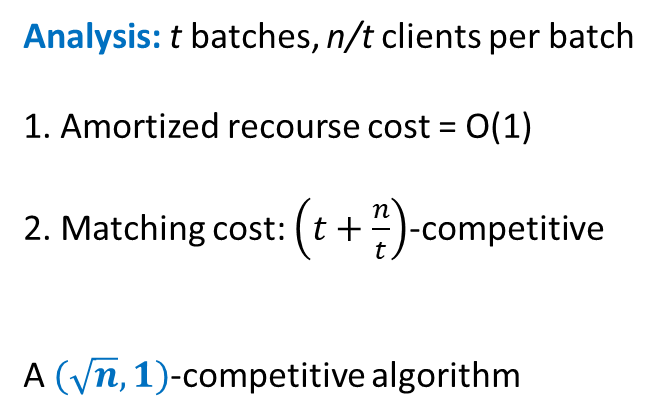 Analysis: t batches, n/t clients per batch
1. Amortized recourse cost = O(1)
2. Matching cost: (t + n/t)-competitive
A (√n, 1)-competitive algorithm